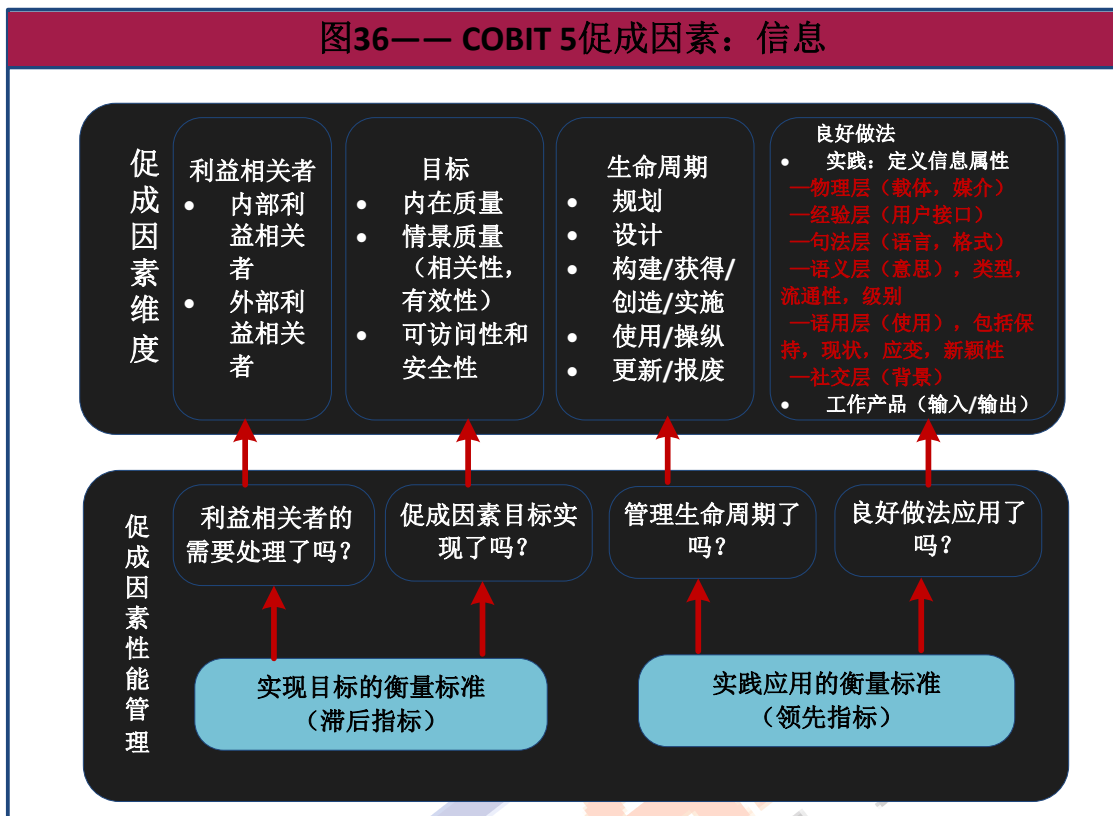 图36—— COBIT 5促成因素：信息
促
成
因
素
维
度
利益相关者
• 内部利
益相关
者
• 外部利
益相关
者
目标
• 内在质量
• 情景质量
（相关性，
有效性）
• 可访问性和
安全性
生命周期
• 规划
• 设计
• 构建/获得/
创造/实施
• 使用/操纵
• 更新/报废
良好做法
• 实践：定义信息属性
—物理层（载体，媒介）
—经验层（用户接口）
—句法层（语言，格式）
—语义层（意思），类型，
流通性，级别
—语用层（使用），包括保
持，现状，应变，新颖性
—社交层（背景）
• 工作产品（输入/输出）
促
成
因
素
性
能
管
理
利益相关者的
需要处理了吗？
促成因素目标实
现了吗？
管理生命周期了
吗？
良好做法应用了
吗？
实现目标的衡量标准
（滞后指标）
实践应用的衡量标准
（领先指标）